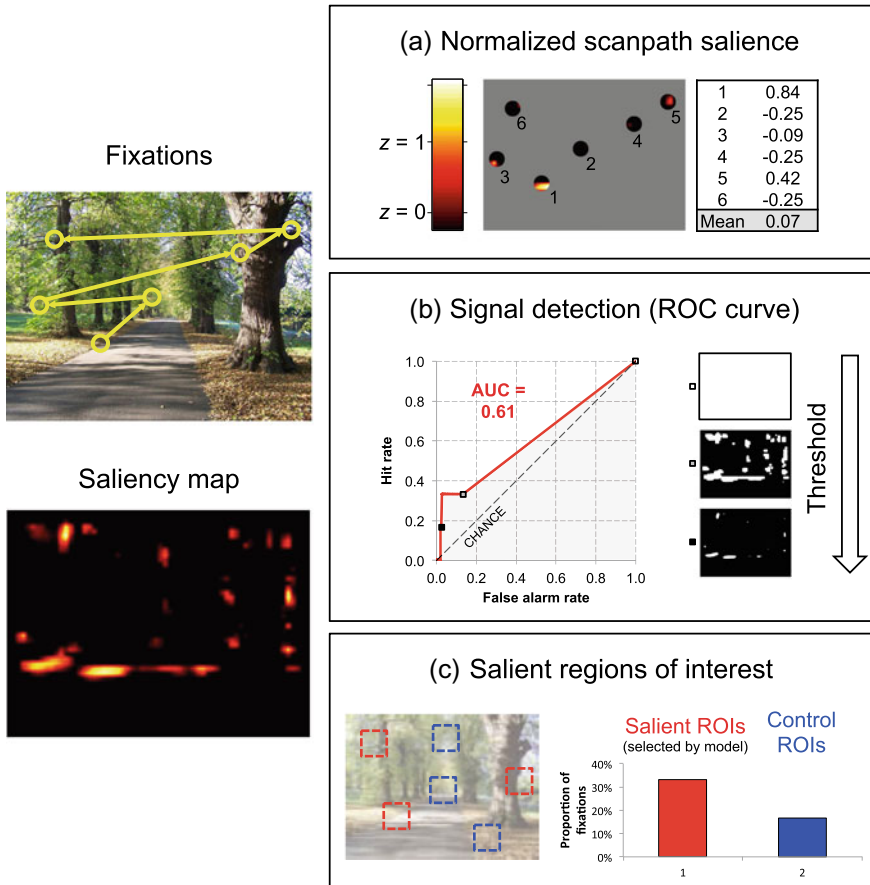 Fixations
Saliency map
(a) Normalized scanpath salience
z = 1
z = 0
6
5
4
2
3
1
1 0.84
2 -0.25
3 -0.09
4 -0.25
5 0.42
6 -0.25
Mean 0.07
(b) Signal detection (ROC curve)
1.0
0.8
0.6
0.4
0.2
0.0
Hit rate
AUC =
0.61
CHANCE
0.0 0.2 0.4 0.6 0.8 1.0
False alarm rate
Threshold
(c) Salient regions of interest
Salient ROIs
(selected by model)
Control
ROIs
Proportion of
fixations
40%
30%
20%
10%
0%
1 2